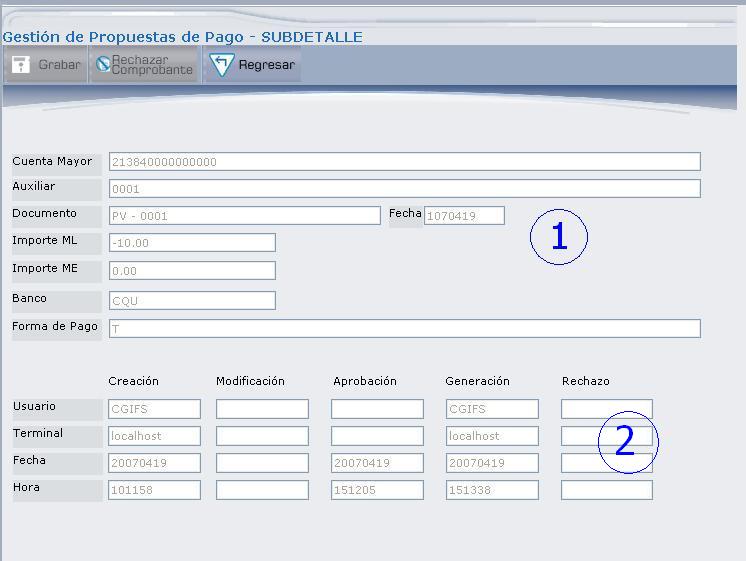 Gestión de Propuestas de Pago - SUBDETALLE
Grabar Rechazar Comprobante Regresar
Cuenta Mayor 213840000000000
Auxiliar 0001
Documento PV - 0001 Fecha 1070419
1
Importe ML -10.00
Importe ME 0.00
Banco CQU
Forma de Pago T
Creación Modificación Aprobación Generación Rechazo
Usuario CGIFS CGIFS
Terminal localhost localhost
2
Fecha 20070419 20070419 20070419
Hora 101158 151205 151338